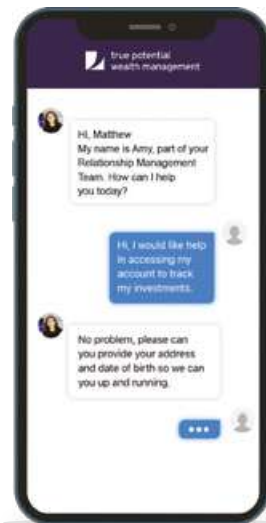 true potential
wealth management
Hi, Matthew
My name is Amy, part of your
Relationship Management
Team. How can I help
you today?
Hi, I would like help
in accessing my
account to track
my investments.
No problem, please can
you provide your address
and date of birth so we can
you up and running.